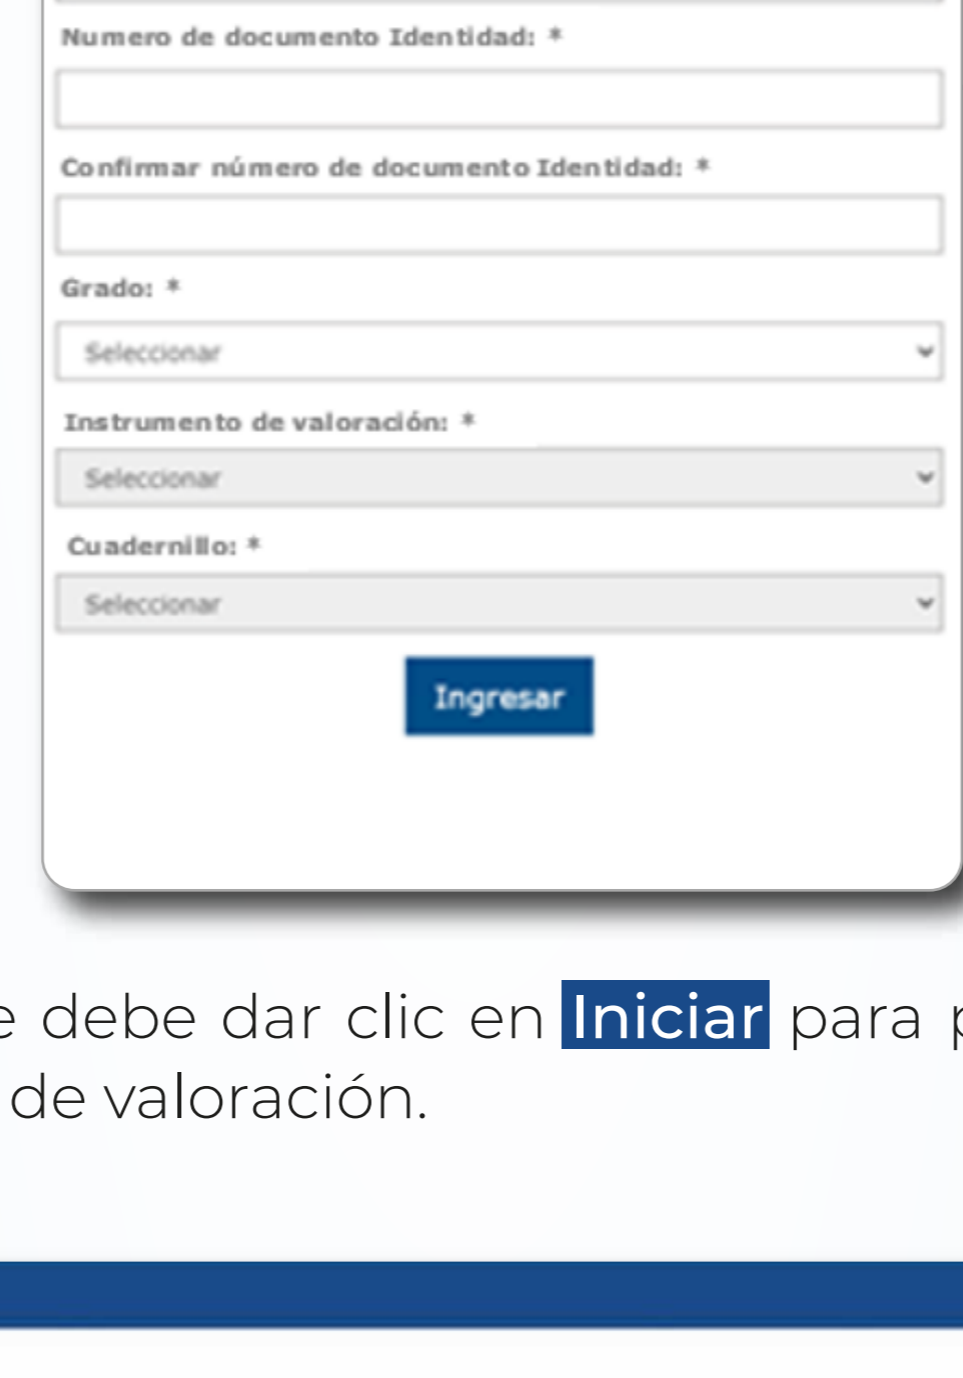 Numero de documento Identidad: *
Confirmar número de documento Identidad: *
Grado: *
Seleccionar
Instrumento de valoración: *
Seleccionar
Cuadernillo: *
Seleccionar
Ingresar
debe dar clic en Iniciar para
de valoración.